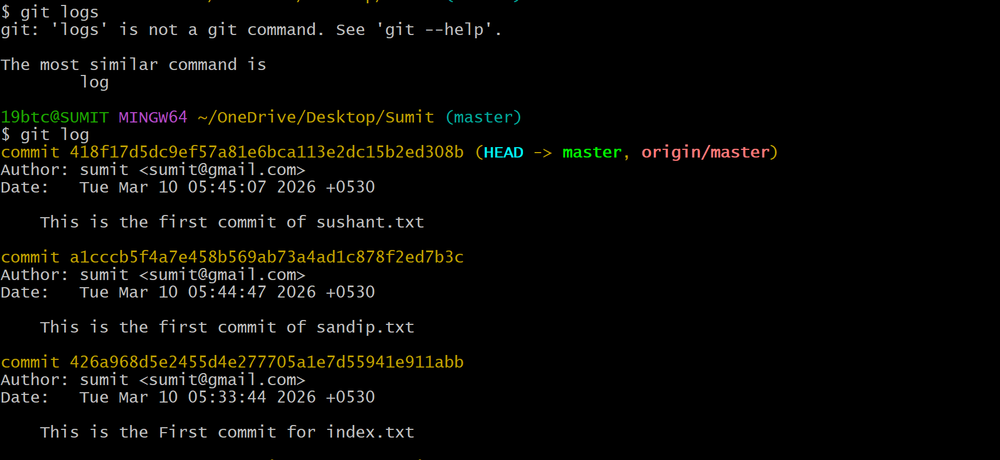 $ git logs
git: 'logs' is not a git command. See 'git --help'.
The most similar command is
log
19btc@SUMIT MINGW64 ~/OneDrive/Desktop/Sumit (master)
$ git log
commit 418f17d5dc9ef57a81e6bca113e2dc15b2ed308b (HEAD -> master, origin/master)
Author: sumit <sumit@gmail.com>
Date:   Tue Mar 10 05:45:07 2026 +0530
This is the first commit of sushant.txt
commit a1cccb5f4a7e458b569ab73a4ad1c878f2ed7b3c
Author: sumit <sumit@gmail.com>
Date:   Tue Mar 10 05:44:47 2026 +0530
This is the first commit of sandip.txt
commit 426a968d5e2455d4e277705a1e7d55941e911abb
Author: sumit <sumit@gmail.com>
Date:   Tue Mar 10 05:33:44 2026 +0530
This is the First commit for index.txt